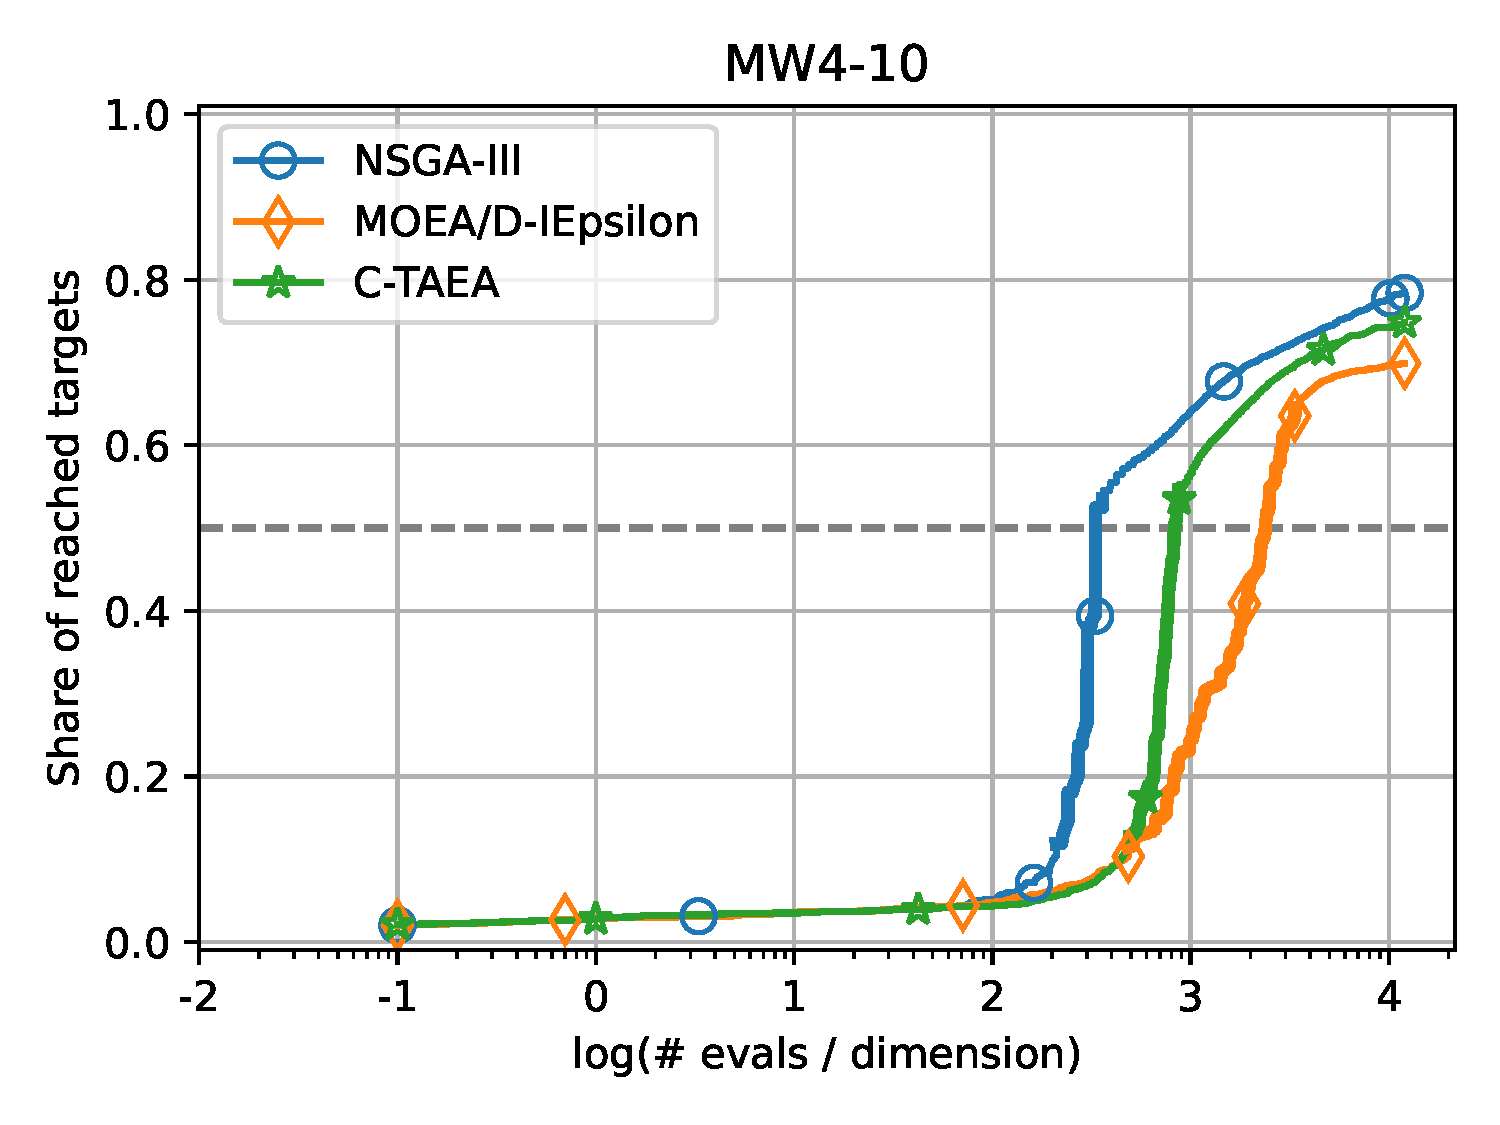 MW4-10
1.0
0.8
0.6
0.4
0.2
0.0
Share of reached targets
NSGA-III
MOEA/D-IEpsilon
C-TAEA
-2 -1 0 1 2 3 4
log(# evals / dimension)